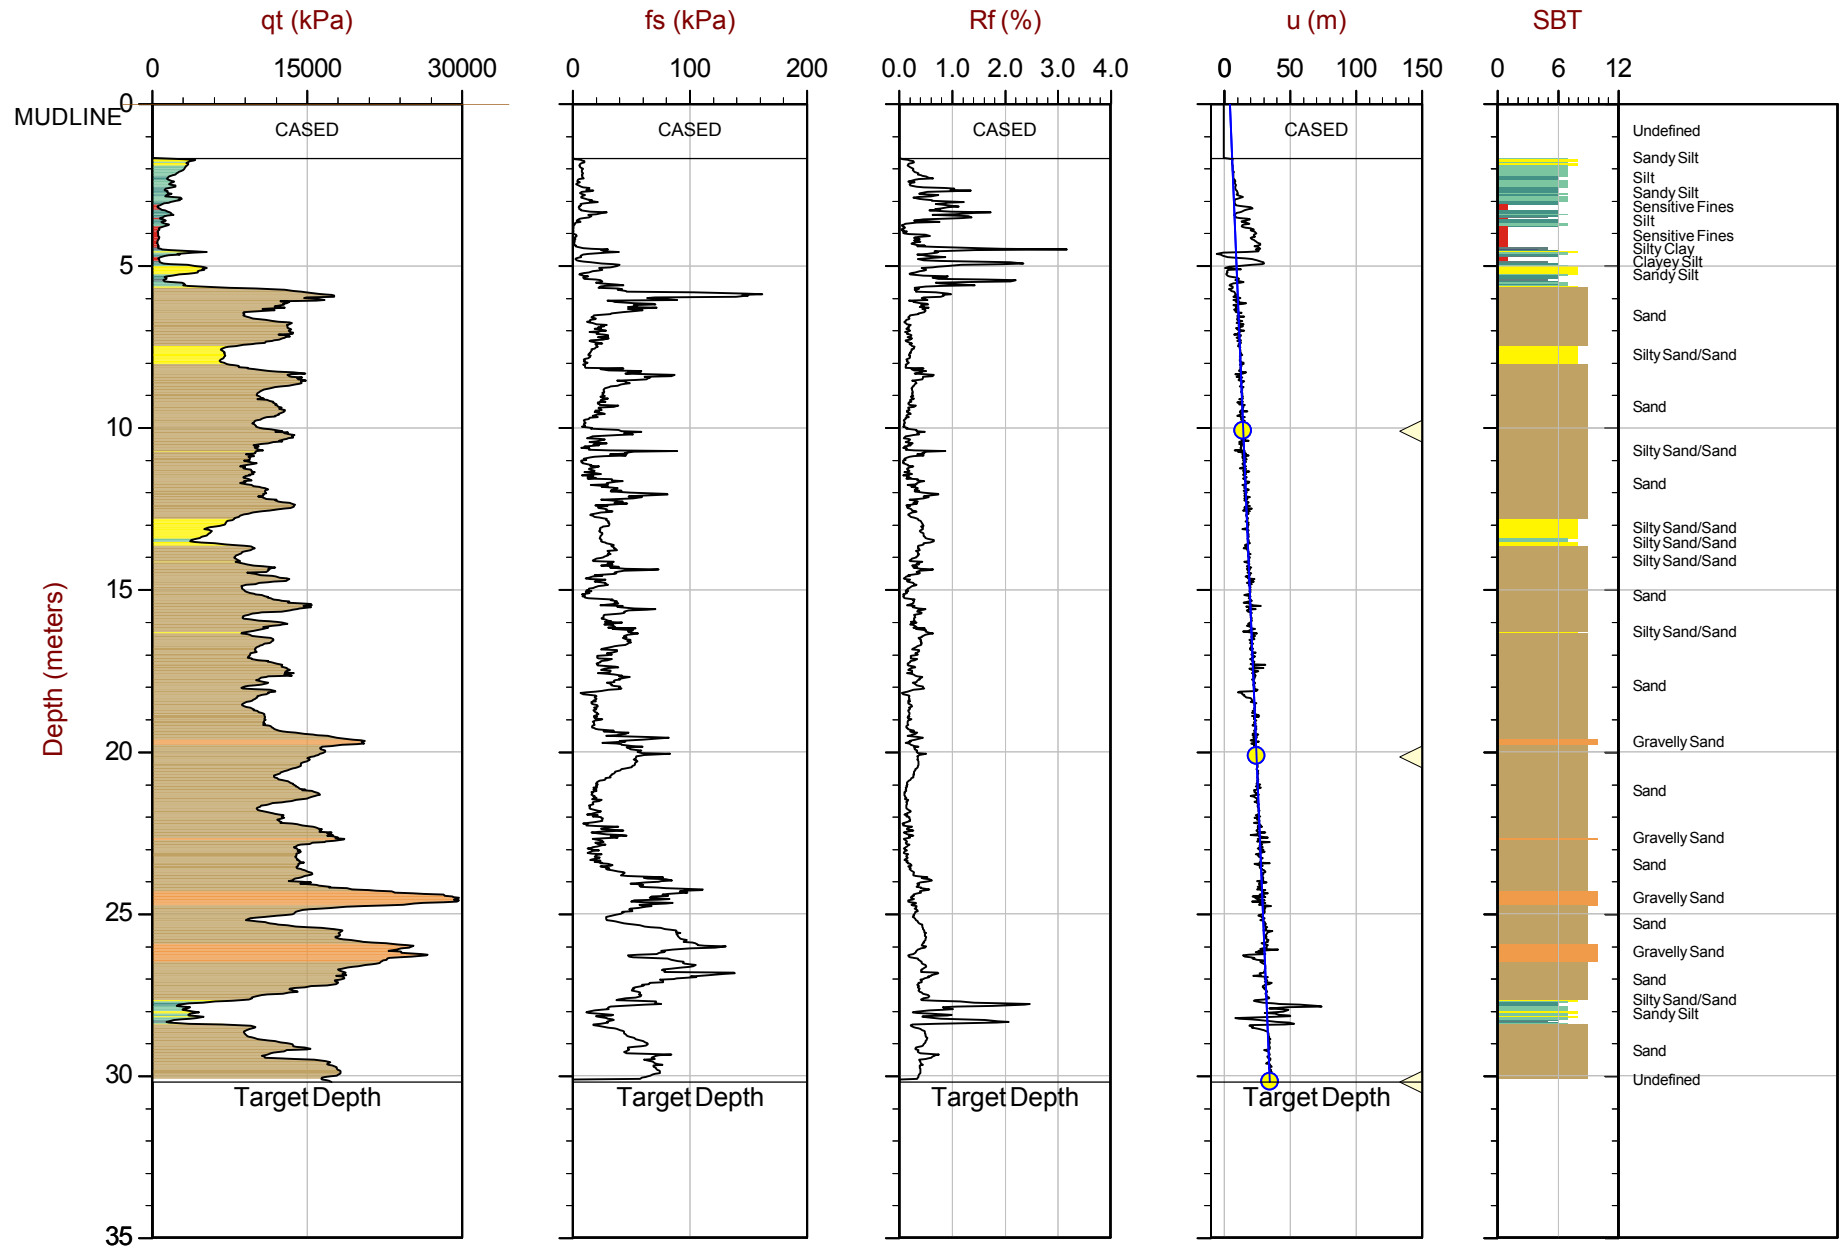 qt (kPa) fs (kPa) Rf (%) u (m) SBT
0 15000 30000 0 100 200 0.0 1.0 2.0 3.0 4.0 0 50 100 150 0 6 12
MUDLINE 0
CASED CASED CASED CASED
Undefined
Sandy Silt
Silt
Sandy Silt
Sensitive Fines
Silt
Sensitive Fines
Silty Clay
Clayey Silt
5
Sandy Silt
Sand
Silty Sand/Sand
Sand
10
Silty Sand/Sand
Sand
Silty Sand/Sand
Silty Sand/Sand
Silty Sand/Sand
15
Sand
Silty Sand/Sand
Sand
Depth (meters)
Gravelly Sand
20
Sand
Gravelly Sand
Sand
Gravelly Sand
25
Sand
Gravelly Sand
Sand
Silty Sand/Sand
Sandy Silt
Sand
30
Undefined
Target Depth Target Depth Target Depth Target Depth
35